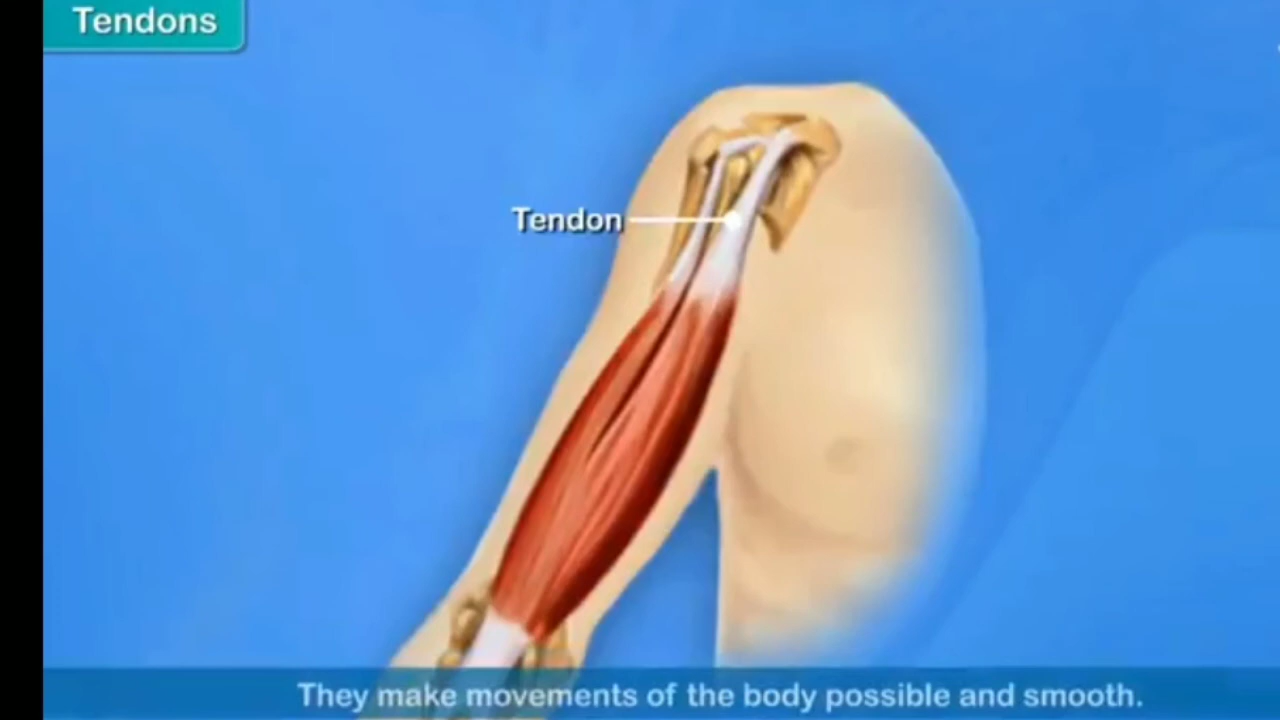 Tendons
Tendon
They make movements of the body possible and smooth.